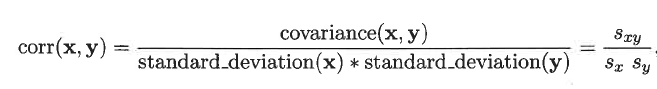 corr(x, y) = covariance(x, y) / standard_deviation(x) * standard_deviation(y) = s_xy / s_x s_y,